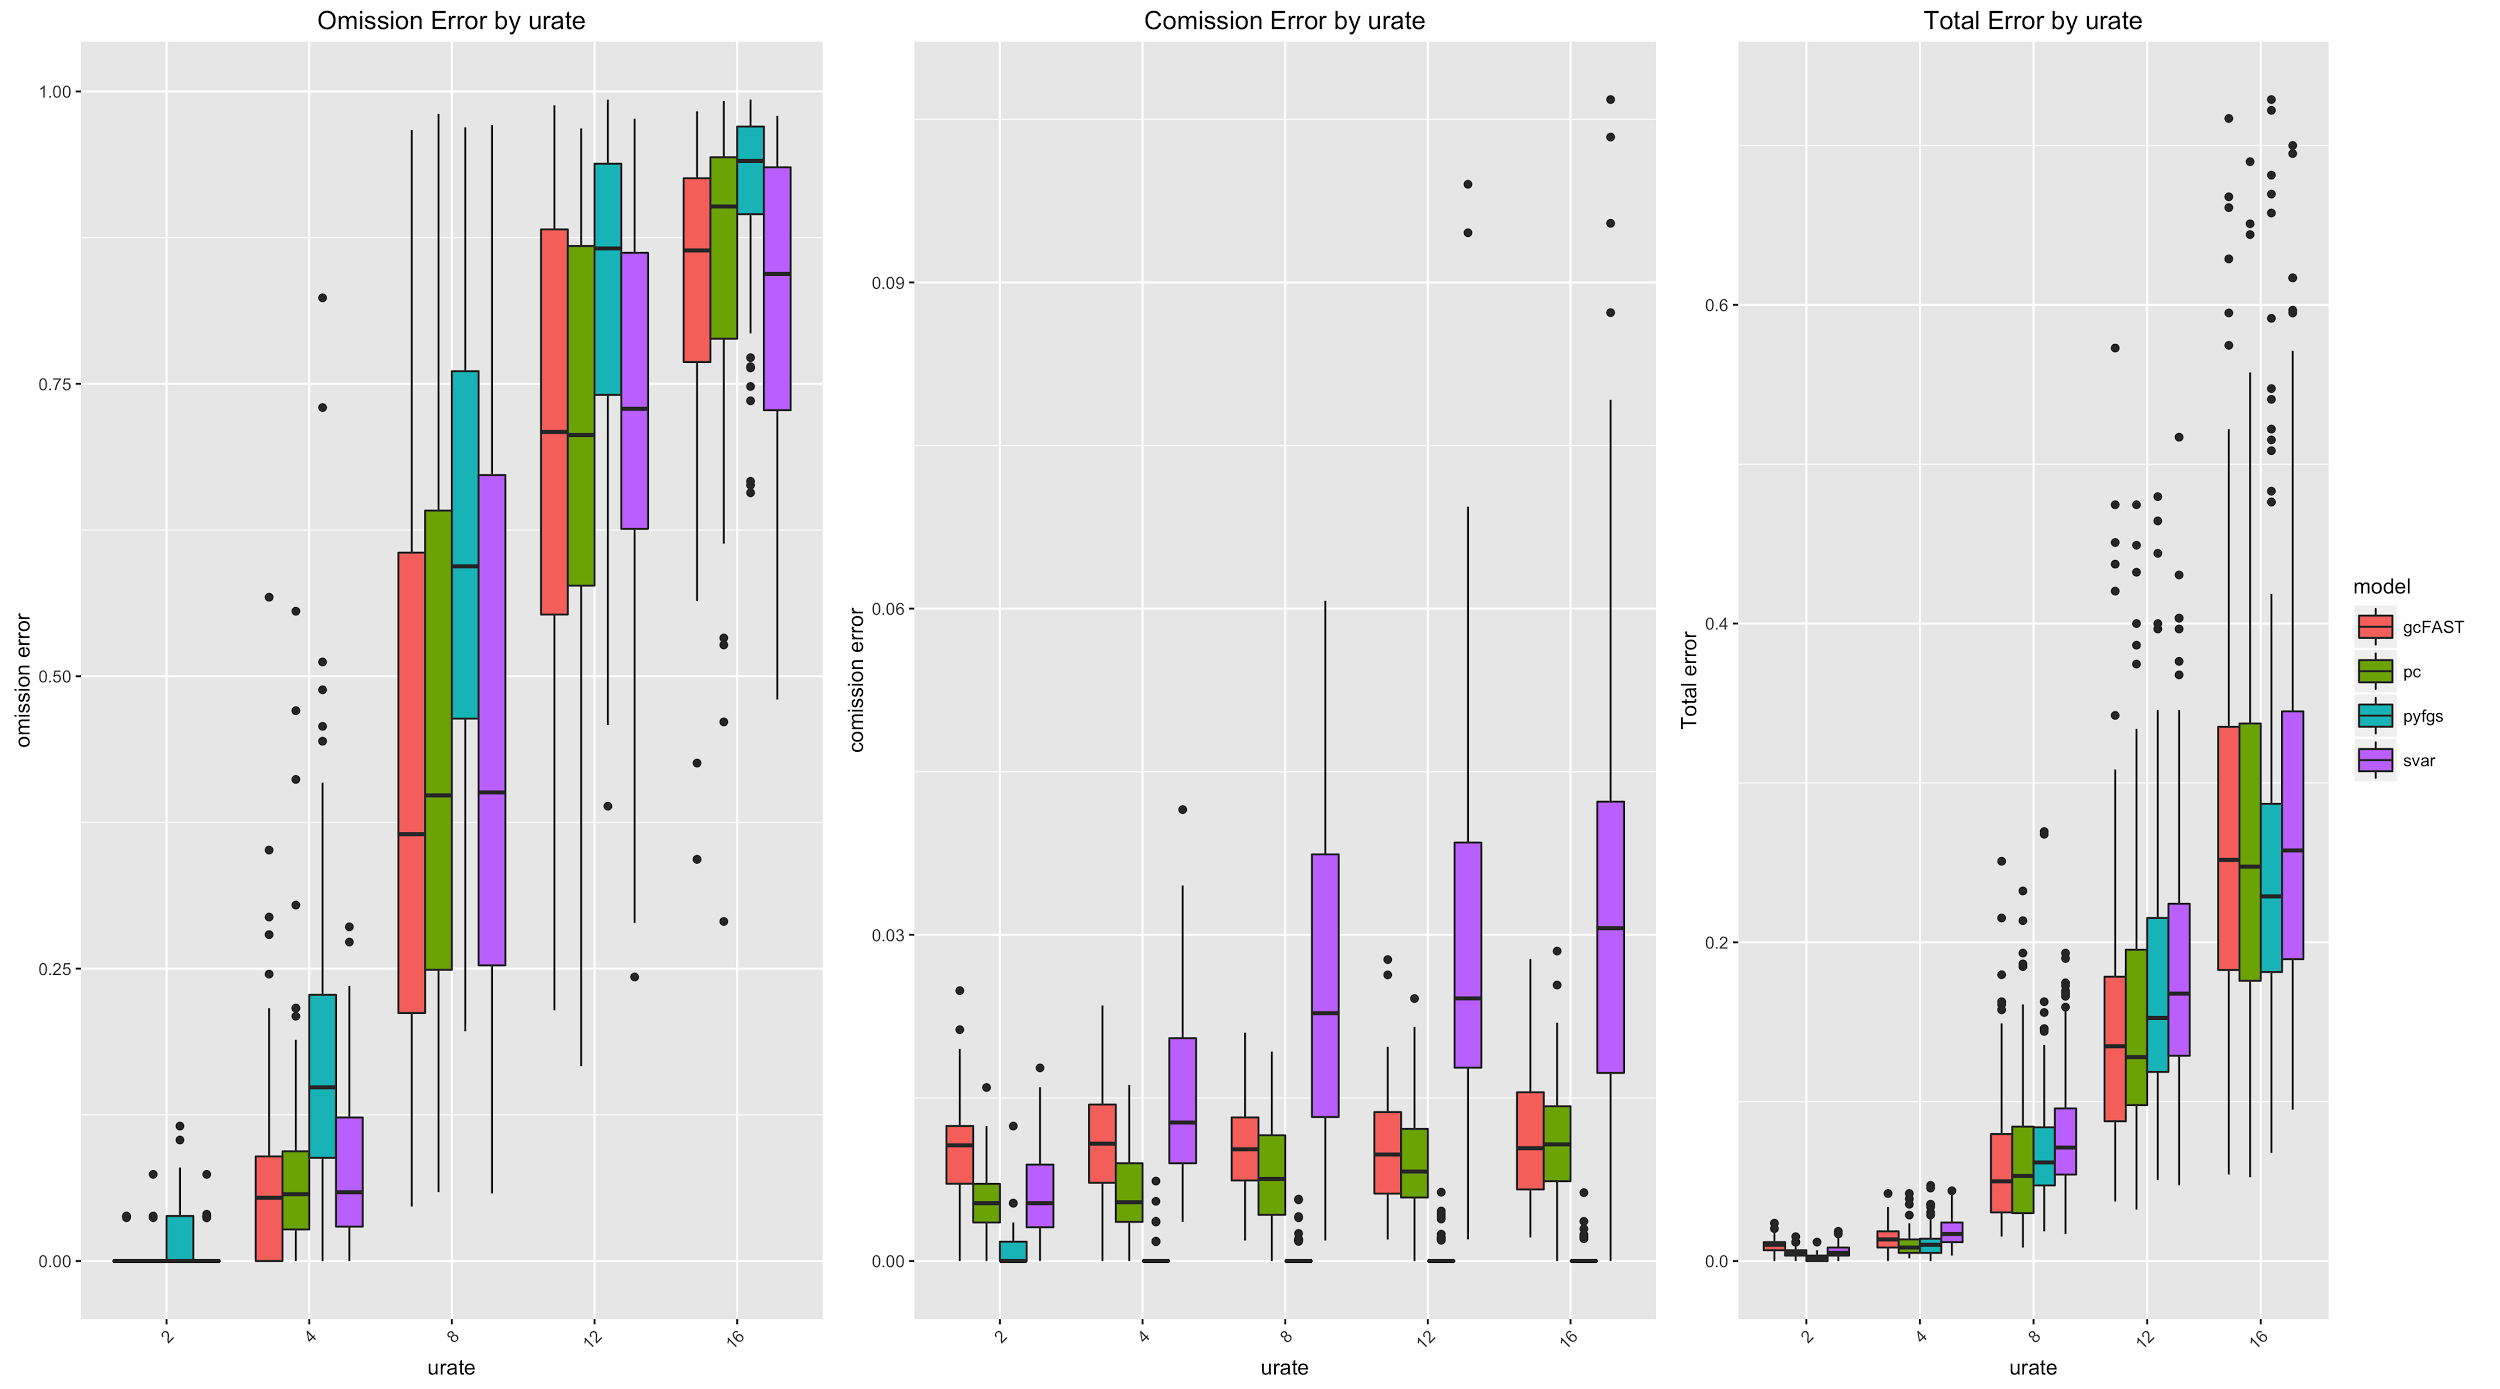 Omission Error by urate
Comission Error by urate
Total Error by urate
omission error
1.00
0.75
0.50
0.25
0.00
2
4
8
12
16
urate
comission error
0.09
0.06
0.03
0.00
2
4
8
12
16
urate
Total error
0.6
0.4
0.2
0.0
2
4
8
12
16
urate
model
gcFAST
pc
pyfgs
svar